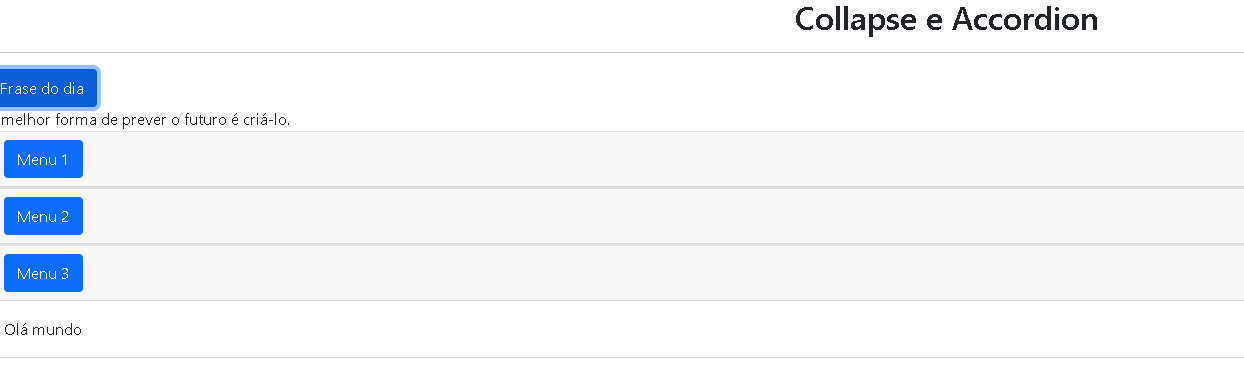 Collapse e Accordion
Frase do dia
melhor forma de prever o futuro é criá-lo.
Menu 1
Menu 2
Menu 3
Olá mundo